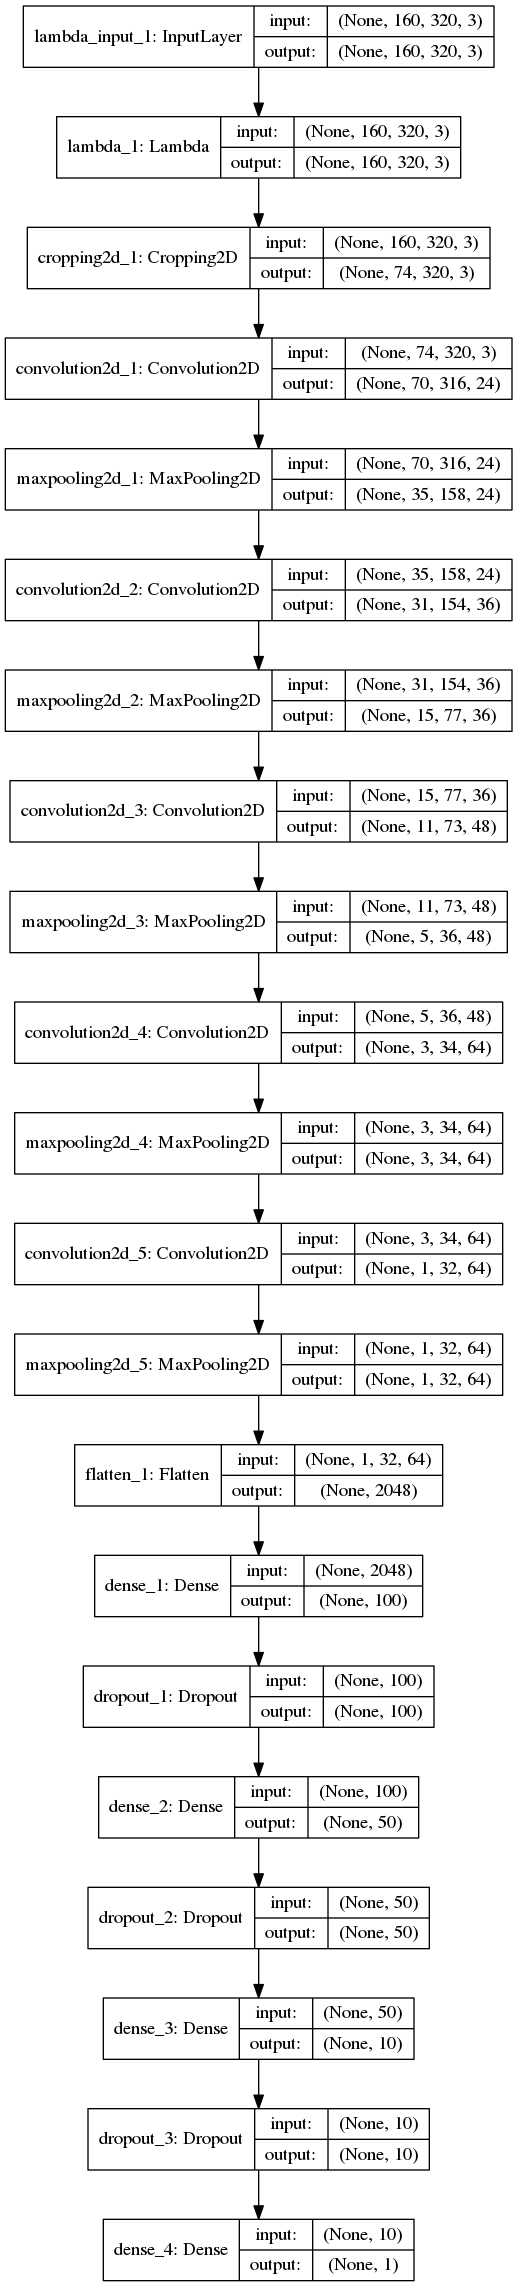 lambda_input_1: InputLayer
input: (None, 160, 320, 3)
output: (None, 160, 320, 3)
lambda_1: Lambda
input: (None, 160, 320, 3)
output: (None, 160, 320, 3)
cropping2d_1: Cropping2D
input: (None, 160, 320, 3)
output: (None, 74, 320, 3)
convolution2d_1: Convolution2D
input: (None, 74, 320, 3)
output: (None, 70, 316, 24)
maxpooling2d_1: MaxPooling2D
input: (None, 70, 316, 24)
output: (None, 35, 158, 24)
convolution2d_2: Convolution2D
input: (None, 35, 158, 24)
output: (None, 31, 154, 36)
maxpooling2d_2: MaxPooling2D
input: (None, 31, 154, 36)
output: (None, 15, 77, 36)
convolution2d_3: Convolution2D
input: (None, 15, 77, 36)
output: (None, 11, 73, 48)
maxpooling2d_3: MaxPooling2D
input: (None, 11, 73, 48)
output: (None, 5, 36, 48)
convolution2d_4: Convolution2D
input: (None, 5, 36, 48)
output: (None, 3, 34, 64)
maxpooling2d_4: MaxPooling2D
input: (None, 3, 34, 64)
output: (None, 3, 34, 64)
convolution2d_5: Convolution2D
input: (None, 3, 34, 64)
output: (None, 1, 32, 64)
maxpooling2d_5: MaxPooling2D
input: (None, 1, 32, 64)
output: (None, 1, 32, 64)
flatten_1: Flatten
input: (None, 1, 32, 64)
output: (None, 2048)
dense_1: Dense
input: (None, 2048)
output: (None, 100)
dropout_1: Dropout
input: (None, 100)
output: (None, 100)
dense_2: Dense
input: (None, 100)
output: (None, 50)
dropout_2: Dropout
input: (None, 50)
output: (None, 50)
dense_3: Dense
input: (None, 50)
output: (None, 10)
dropout_3: Dropout
input: (None, 10)
output: (None, 10)
dense_4: Dense
input: (None, 10)
output: (None, 1)